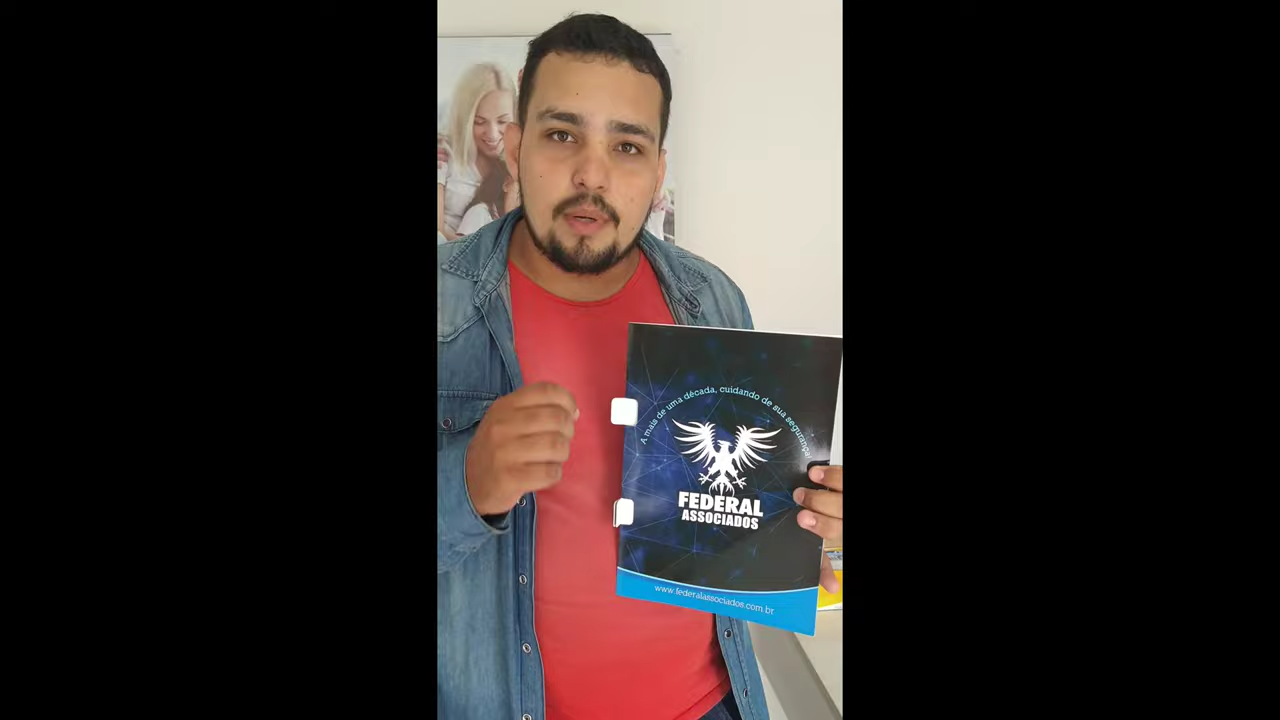 A mais de uma década, cuidando de sua segurança!
FEDERAL
ASSOCIADOS
www.federalassociados.com.br